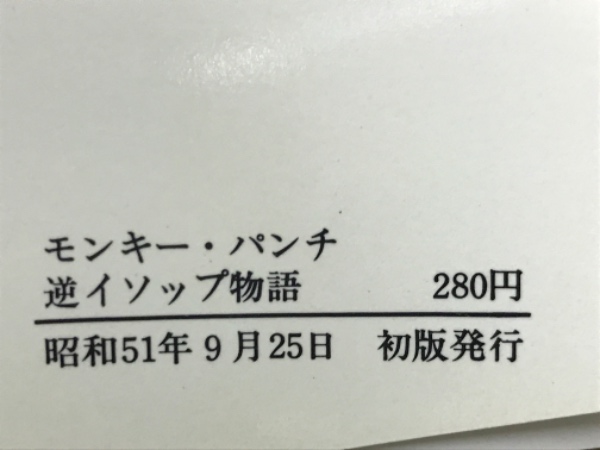 モンキー・パンチ
逆イソップ物語 280円
昭和51年9月25日 初版発行